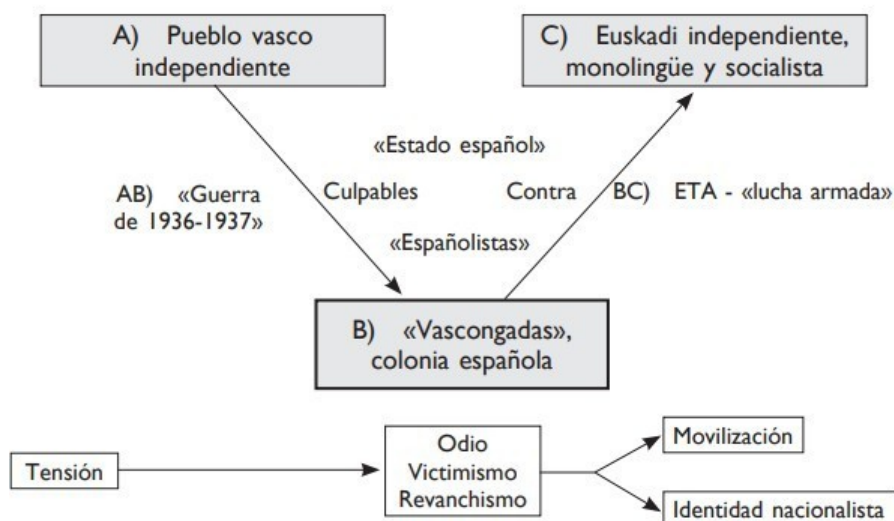 A) Pueblo vasco
independiente
C) Euskadi independiente,
monolingüe y socialista
«Estado español»
AB) «Guerra
de 1936-1937»
Culpables
Contra
BC) ETA - «lucha armada»
«Españolistas»
B) «Vascongadas»,
colonia española
Tensión
Odio
Victimismo
Revanchismo
Movilización
Identidad nacionalista